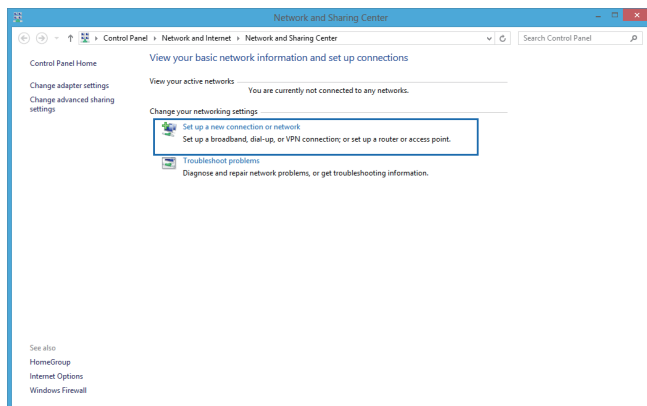 Network and Sharing Center
Control Panel ▸ Network and Internet ▸ Network and Sharing Center
Search Control Panel
Control Panel Home
Change adapter settings
Change advanced sharing
settings
View your basic network information and set up connections
View your active networks
You are currently not connected to any networks.
Change your networking settings
Set up a new connection or network
Set up a broadband, dial-up, or VPN connection; or set up a router or access point.
Troubleshoot problems
Diagnose and repair network problems, or get troubleshooting information.
See also
HomeGroup
Internet Options
Windows Firewall